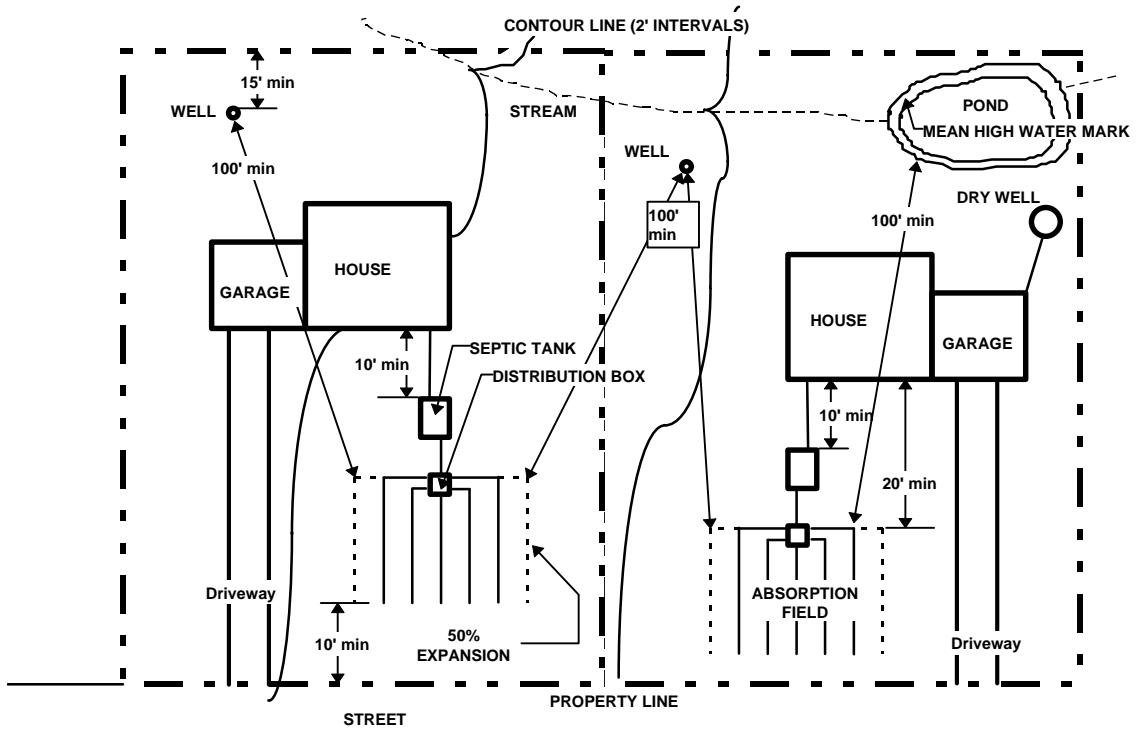 CONTOUR LINE (2' INTERVALS)
15' min
WELL
STREAM
POND
MEAN HIGH WATER MARK
WELL
100' min
DRY WELL
100'
min
100' min
HOUSE
GARAGE
HOUSE
GARAGE
SEPTIC TANK
10' min
DISTRIBUTION BOX
10' min
20' min
Driveway
ABSORPTION
FIELD
10' min
50%
EXPANSION
Driveway
PROPERTY LINE
STREET